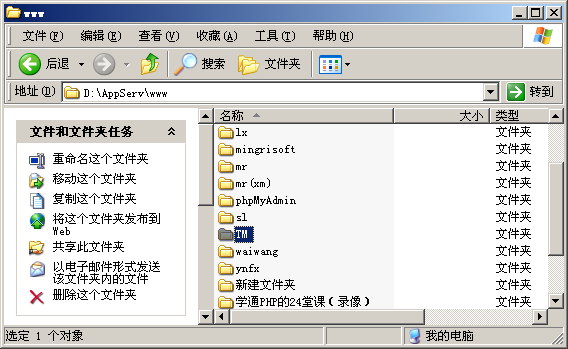 www
文件(F) 编辑(E) 查看(V) 收藏(A) 工具(T) 帮助(H)
后退 搜索 文件夹
地址(D) D:\AppServ\www 转到
文件和文件夹任务
重命名这个文件夹
移动这个文件夹
复制这个文件夹
将这个文件夹发布到
Web
共享此文件夹
以电子邮件形式发送
该文件夹内的文件
删除这个文件夹
名称 大小 类型
lx 文件夹
mingrisoft 文件夹
mr 文件夹
mr(xm) 文件夹
phpMyAdmin 文件夹
sl 文件夹
TM 文件夹
waiwang 文件夹
ynfx 文件夹
新建文件夹 文件夹
学通PHP的24堂课(录像) 文件夹
选定 1 个对象 我的电脑